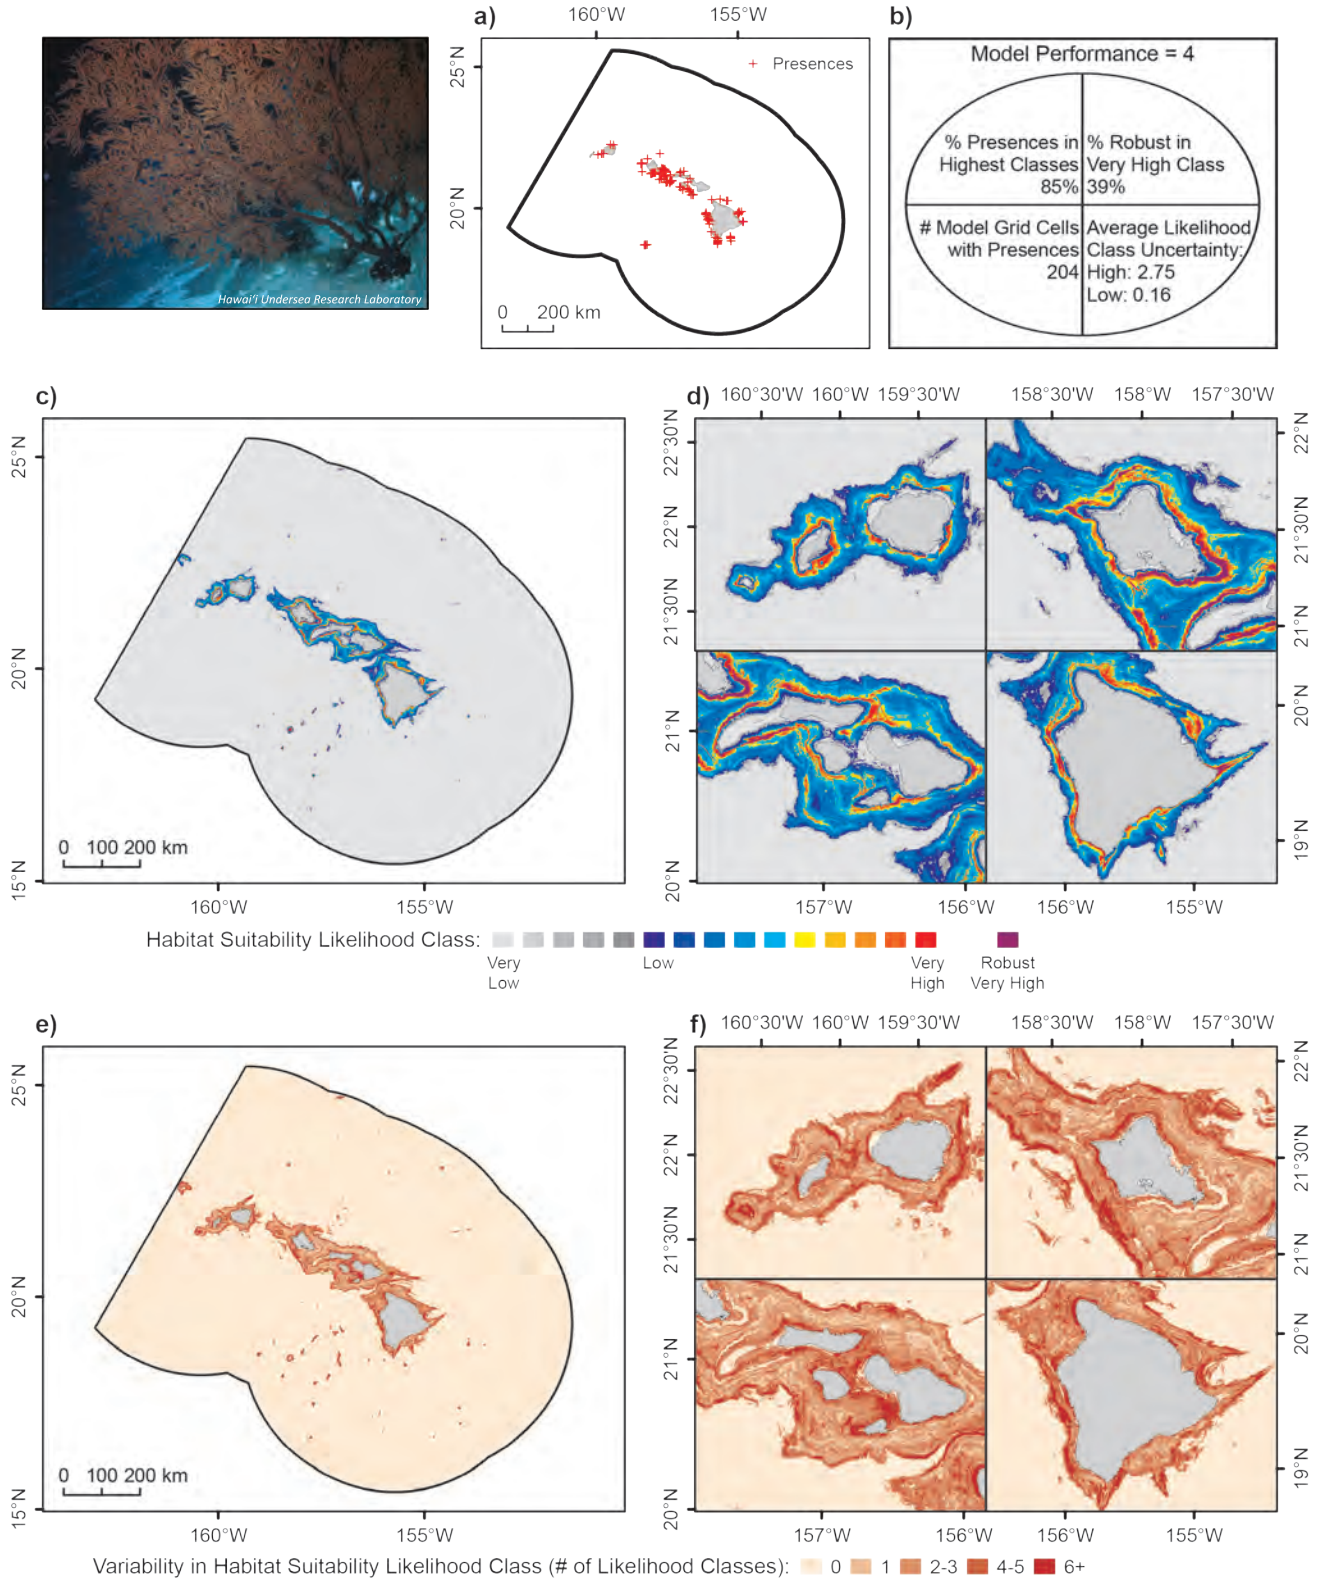 Hawai'i Undersea Research Laboratory
a)
160°W 155°W
25°N
20°N
Presences
0 200 km
b)
Model Performance = 4
% Presences in
Highest Classes
85%
% Robust in
Very High Class
39%
# Model Grid Cells
with Presences
204
Average Likelihood
Class Uncertainty:
High: 2.75
Low: 0.16
c)
25°N
20°N
15°N
0 100 200 km
160°W 155°W
d)
160°30'W 160°W 159°30'W 158°30'W 158°W 157°30'W
22°30'N
22°N
21°30'N
22°N
21°30'N
21°N
21°N
20°N
20°N
19°N
157°W 156°W 156°W 155°W
Habitat Suitability Likelihood Class:
Very
Low
Low
Very
High
Robust
Very High
e)
25°N
20°N
15°N
0 100 200 km
160°W 155°W
f)
160°30'W 160°W 159°30'W 158°30'W 158°W 157°30'W
22°30'N
22°N
21°30'N
22°N
21°30'N
21°N
21°N
20°N
20°N
19°N
157°W 156°W 156°W 155°W
Variability in Habitat Suitability Likelihood Class (# of Likelihood Classes): 0 1 2-3 4-5 6+